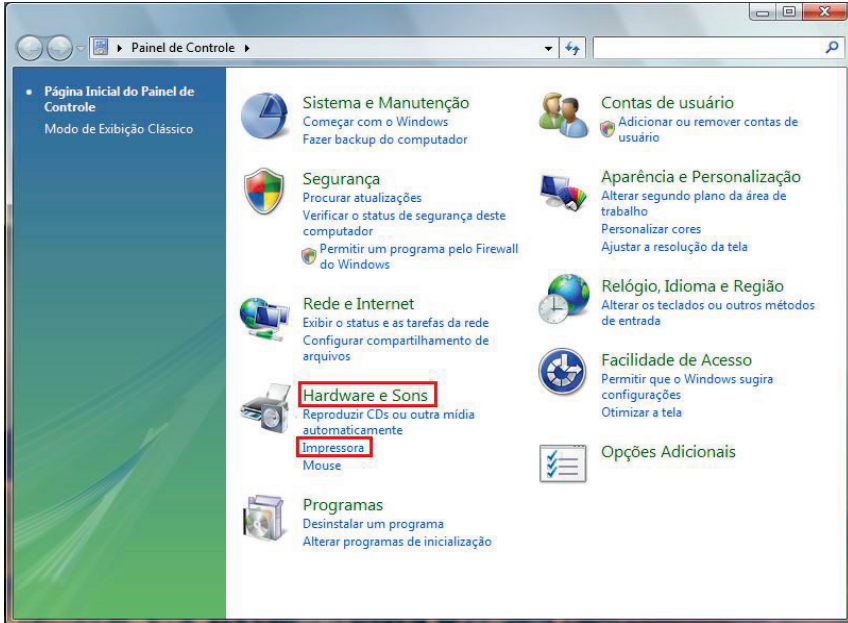 Painel de Controle
Página Inicial do Painel de
Controle
Modo de Exibição Clássico
Sistema e Manutenção
Começar com o Windows
Fazer backup do computador
Segurança
Procurar atualizações
Verificar o status de segurança deste
computador
Permitir um programa pelo Firewall
do Windows
Rede e Internet
Exibir o status e as tarefas da rede
Configurar compartilhamento de
arquivos
Hardware e Sons
Reproduzir CDs ou outra mídia
automaticamente
Impressora
Mouse
Programas
Desinstalar um programa
Alterar programas de inicialização
Contas de usuário
Adicionar ou remover contas de
usuário
Aparência e Personalização
Alterar segundo plano da área de
trabalho
Personalizar cores
Ajustar a resolução da tela
Relógio, Idioma e Região
Alterar os teclados ou outros métodos
de entrada
Facilidade de Acesso
Permitir que o Windows sugira
configurações
Otimizar a tela
Opções Adicionais